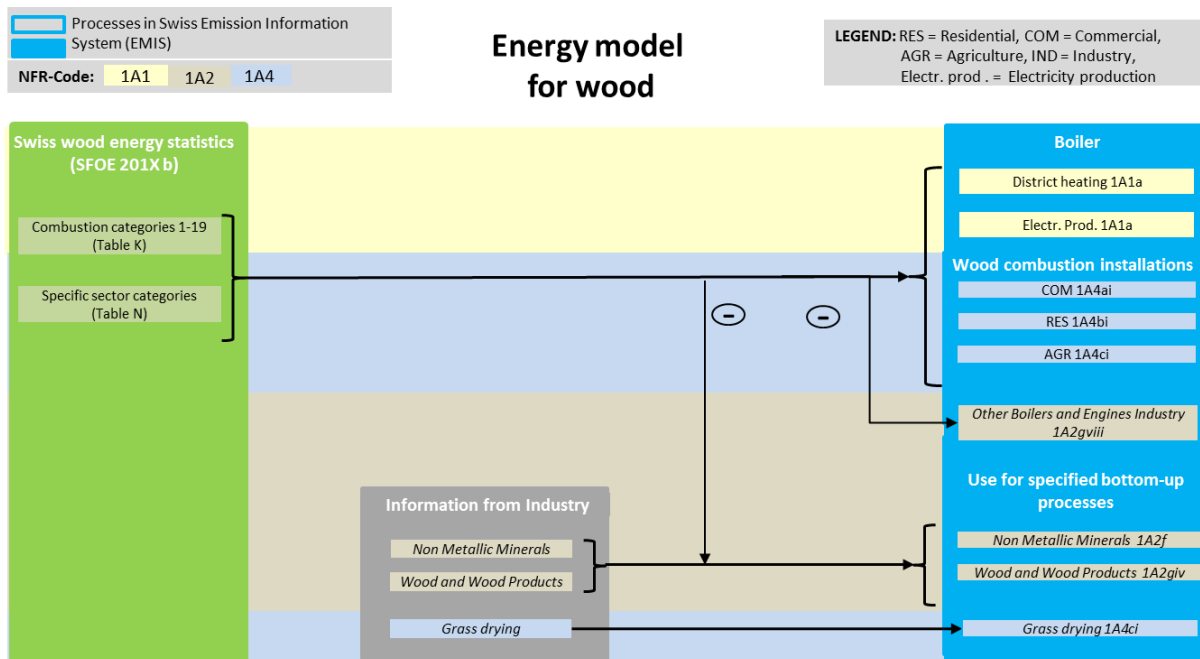 Processes in Swiss Emission Information
System (EMIS)
NFR-Code: 1A1 1A2 1A4
Energy model
for wood
LEGEND: RES = Residential, COM = Commercial,
AGR = Agriculture, IND = Industry,
Electr. prod . = Electricity production
Swiss wood energy statistics
(SFOE 201X b)
Combustion categories 1-19
(Table K)
Specific sector categories
(Table N)
Boiler
District heating 1A1a
Electr. Prod. 1A1a
Wood combustion installations
COM 1A4ai
RES 1A4bi
AGR 1A4ci
Other Boilers and Engines Industry
1A2gviii
Information from Industry
Non Metallic Minerals
Wood and Wood Products
Grass drying
Use for specified bottom-up
processes
Non Metallic Minerals 1A2f
Wood and Wood Products 1A2giv
Grass drying 1A4ci